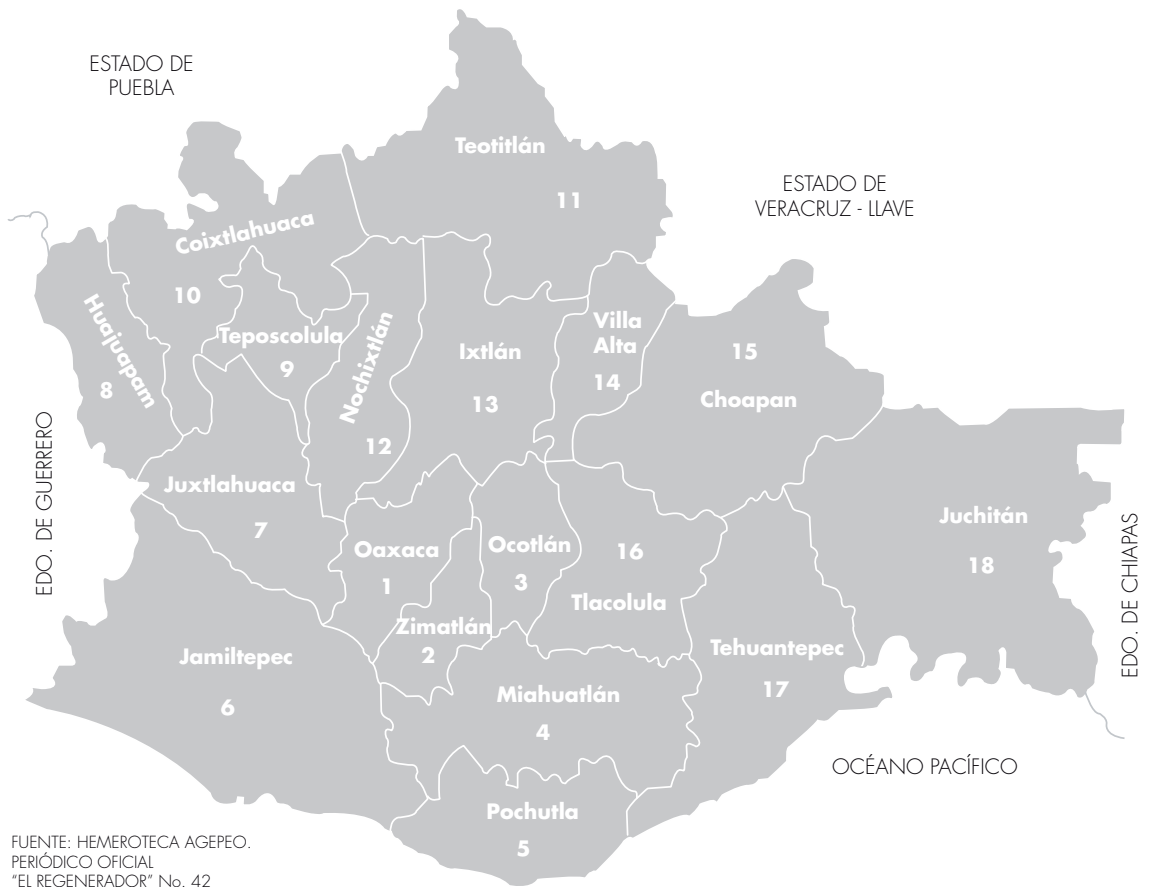 ESTADO DE
PUEBLA
Teotitlán
11
ESTADO DE
VERACRUZ - LLAVE
Coixtlahuaca
10
Huajuapam
8
Teposcolula
9
Nochixtlán
12
Ixtlán
13
Villa
Alta
14
15
Choapan
EDO. DE GUERRERO
Juxtlahuaca
7
Oaxaca
1
Ocotlán
3
16
Tlacolula
Juchitán
18
EDO. DE CHIAPAS
Zimatlán
2
Jamiltepec
6
Miahuatlán
4
Tehuantepec
17
OCÉANO PACÍFICO
Pochutla
5
FUENTE: HEMEROTECA AGEPEO.
PERIÓDICO OFICIAL
"EL REGENERADOR" No. 42